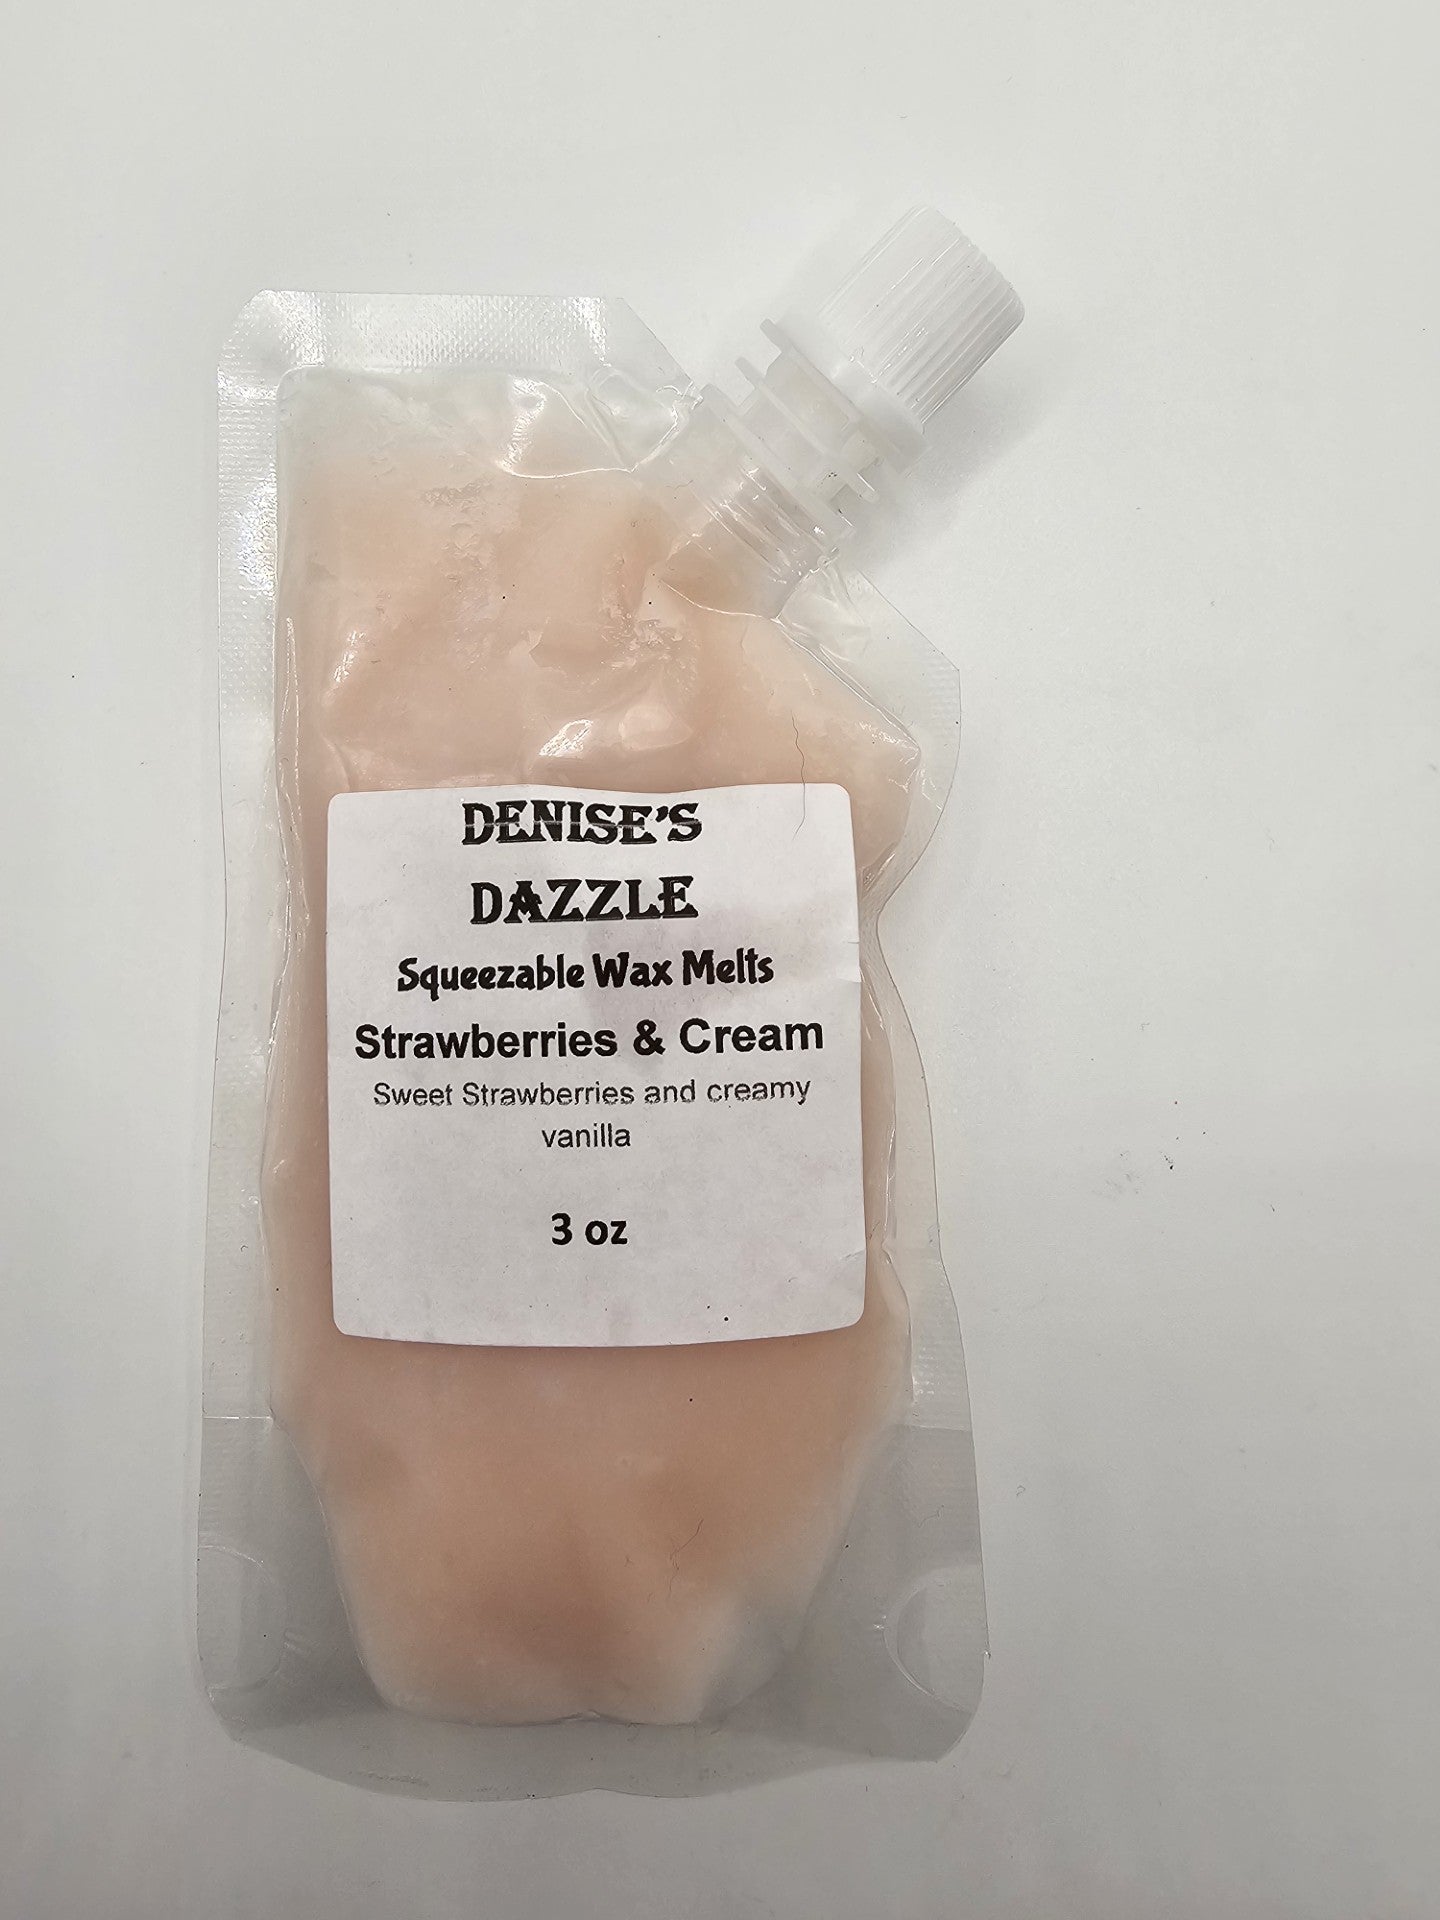 DENISE'S
DAZZLE
Squeezable Wax Melts
Strawberries & Cream
Sweet Strawberries and creamy
vanilla
3 oz